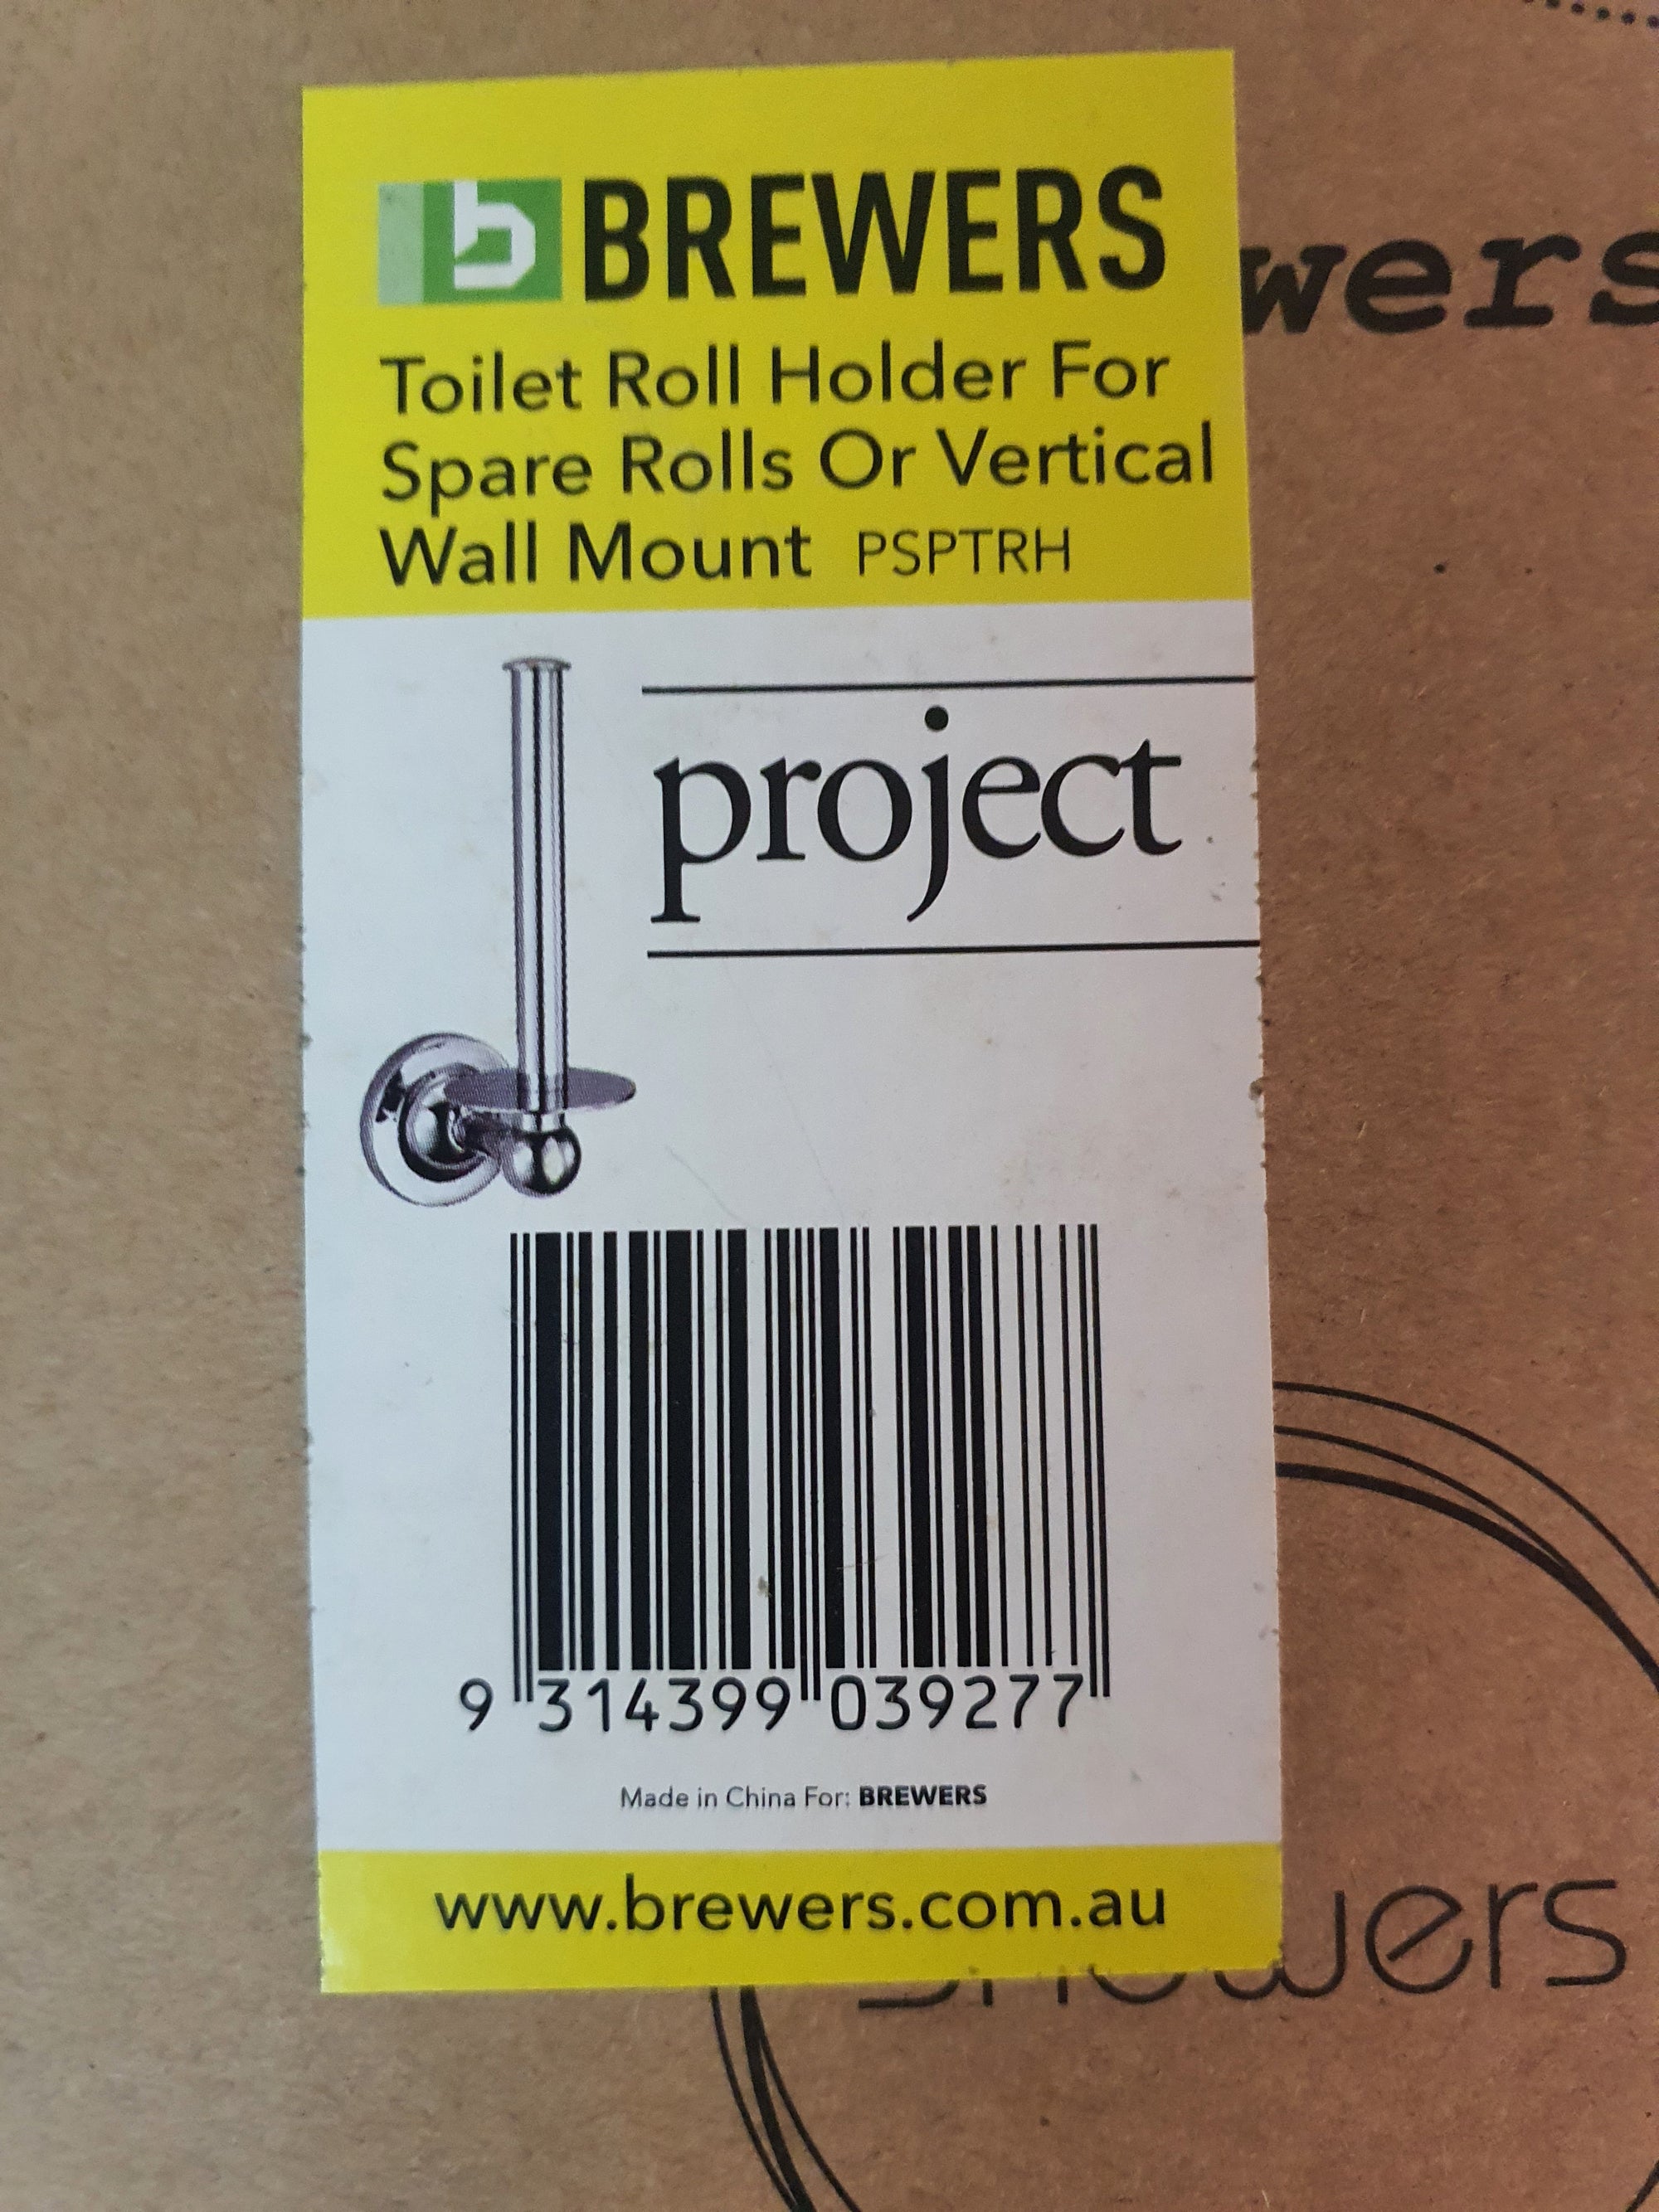 BREWERS
wers
Toilet Roll Holder For
Spare Rolls Or Vertical
Wall Mount PSPTRH
project
9 314399 039277
Made in China For: BREWERS
www.brewers.com.au
showers